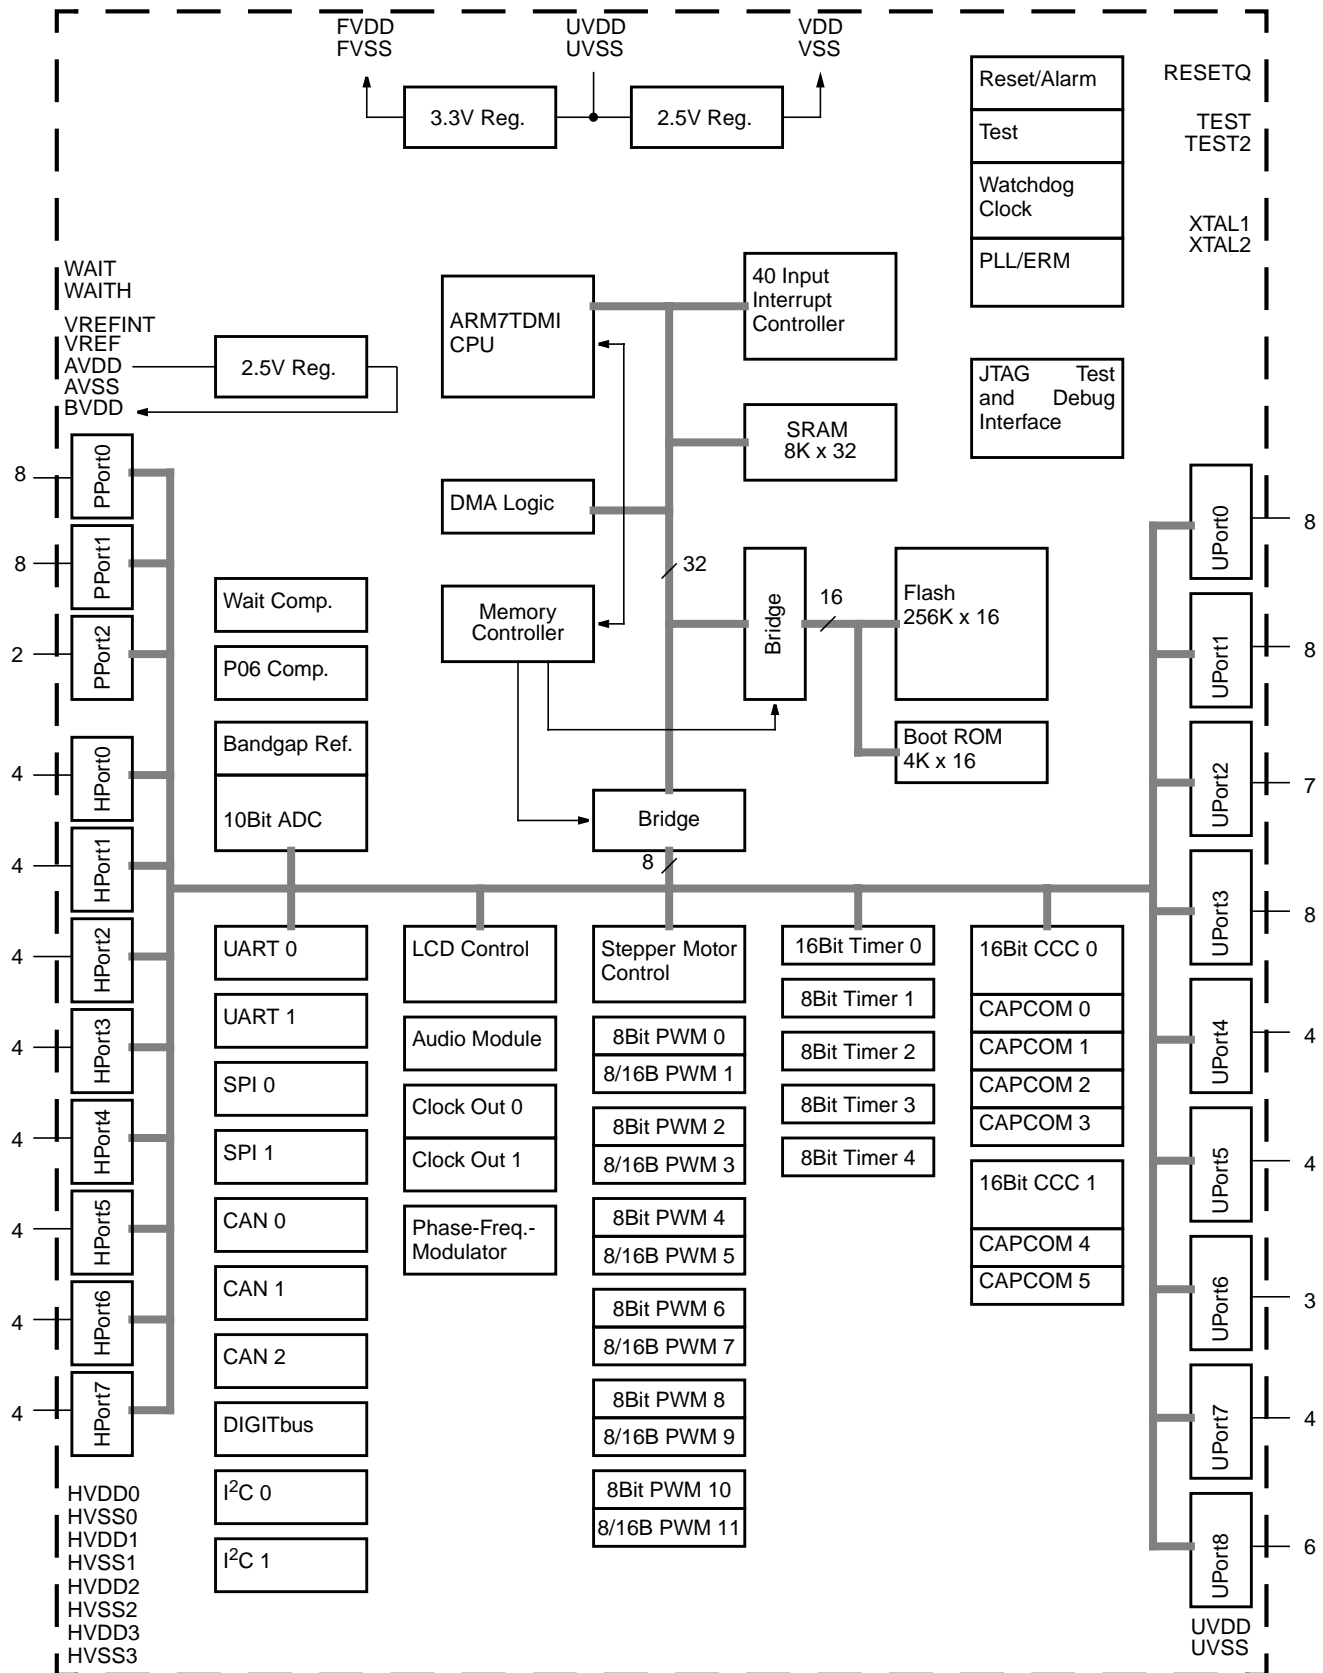 FVDD
FVSS
UVDD
UVSS
VDD
VSS
3.3V Reg.
2.5V Reg.
Reset/Alarm
Test
Watchdog
Clock
PLL/ERM
RESETQ
TEST
TEST2
XTAL1
XTAL2
WAIT
WAITH
VREFINT
VREF
AVDD
AVSS
BVDD
2.5V Reg.
ARM7TDMI
CPU
40 Input
Interrupt
Controller
JTAG Test
and Debug
Interface
SRAM
8K x 32
DMA Logic
32
Memory
Controller
Bridge
16
Flash
256K x 16
Boot ROM
4K x 16
Bridge
8
8
PPort0
8
PPort1
2
PPort2
4
HPort0
4
HPort1
4
HPort2
4
HPort3
4
HPort4
4
HPort5
4
HPort6
4
HPort7
HVDD0
HVSS0
HVDD1
HVSS1
HVDD2
HVSS2
HVDD3
HVSS3
Wait Comp.
P06 Comp.
Bandgap Ref.
10Bit ADC
UART 0
UART 1
SPI 0
SPI 1
CAN 0
CAN 1
CAN 2
DIGITbus
I²C 0
I²C 1
LCD Control
Audio Module
Clock Out 0
Clock Out 1
Phase-Freq.-
Modulator
Stepper Motor
Control
8Bit PWM 0
8/16B PWM 1
8Bit PWM 2
8/16B PWM 3
8Bit PWM 4
8/16B PWM 5
8Bit PWM 6
8/16B PWM 7
8Bit PWM 8
8/16B PWM 9
8Bit PWM 10
8/16B PWM 11
16Bit Timer 0
8Bit Timer 1
8Bit Timer 2
8Bit Timer 3
8Bit Timer 4
16Bit CCC 0
CAPCOM 0
CAPCOM 1
CAPCOM 2
CAPCOM 3
16Bit CCC 1
CAPCOM 4
CAPCOM 5
UPort0
8
UPort1
8
UPort2
7
UPort3
8
UPort4
4
UPort5
4
UPort6
3
UPort7
4
UPort8
6
UVDD
UVSS